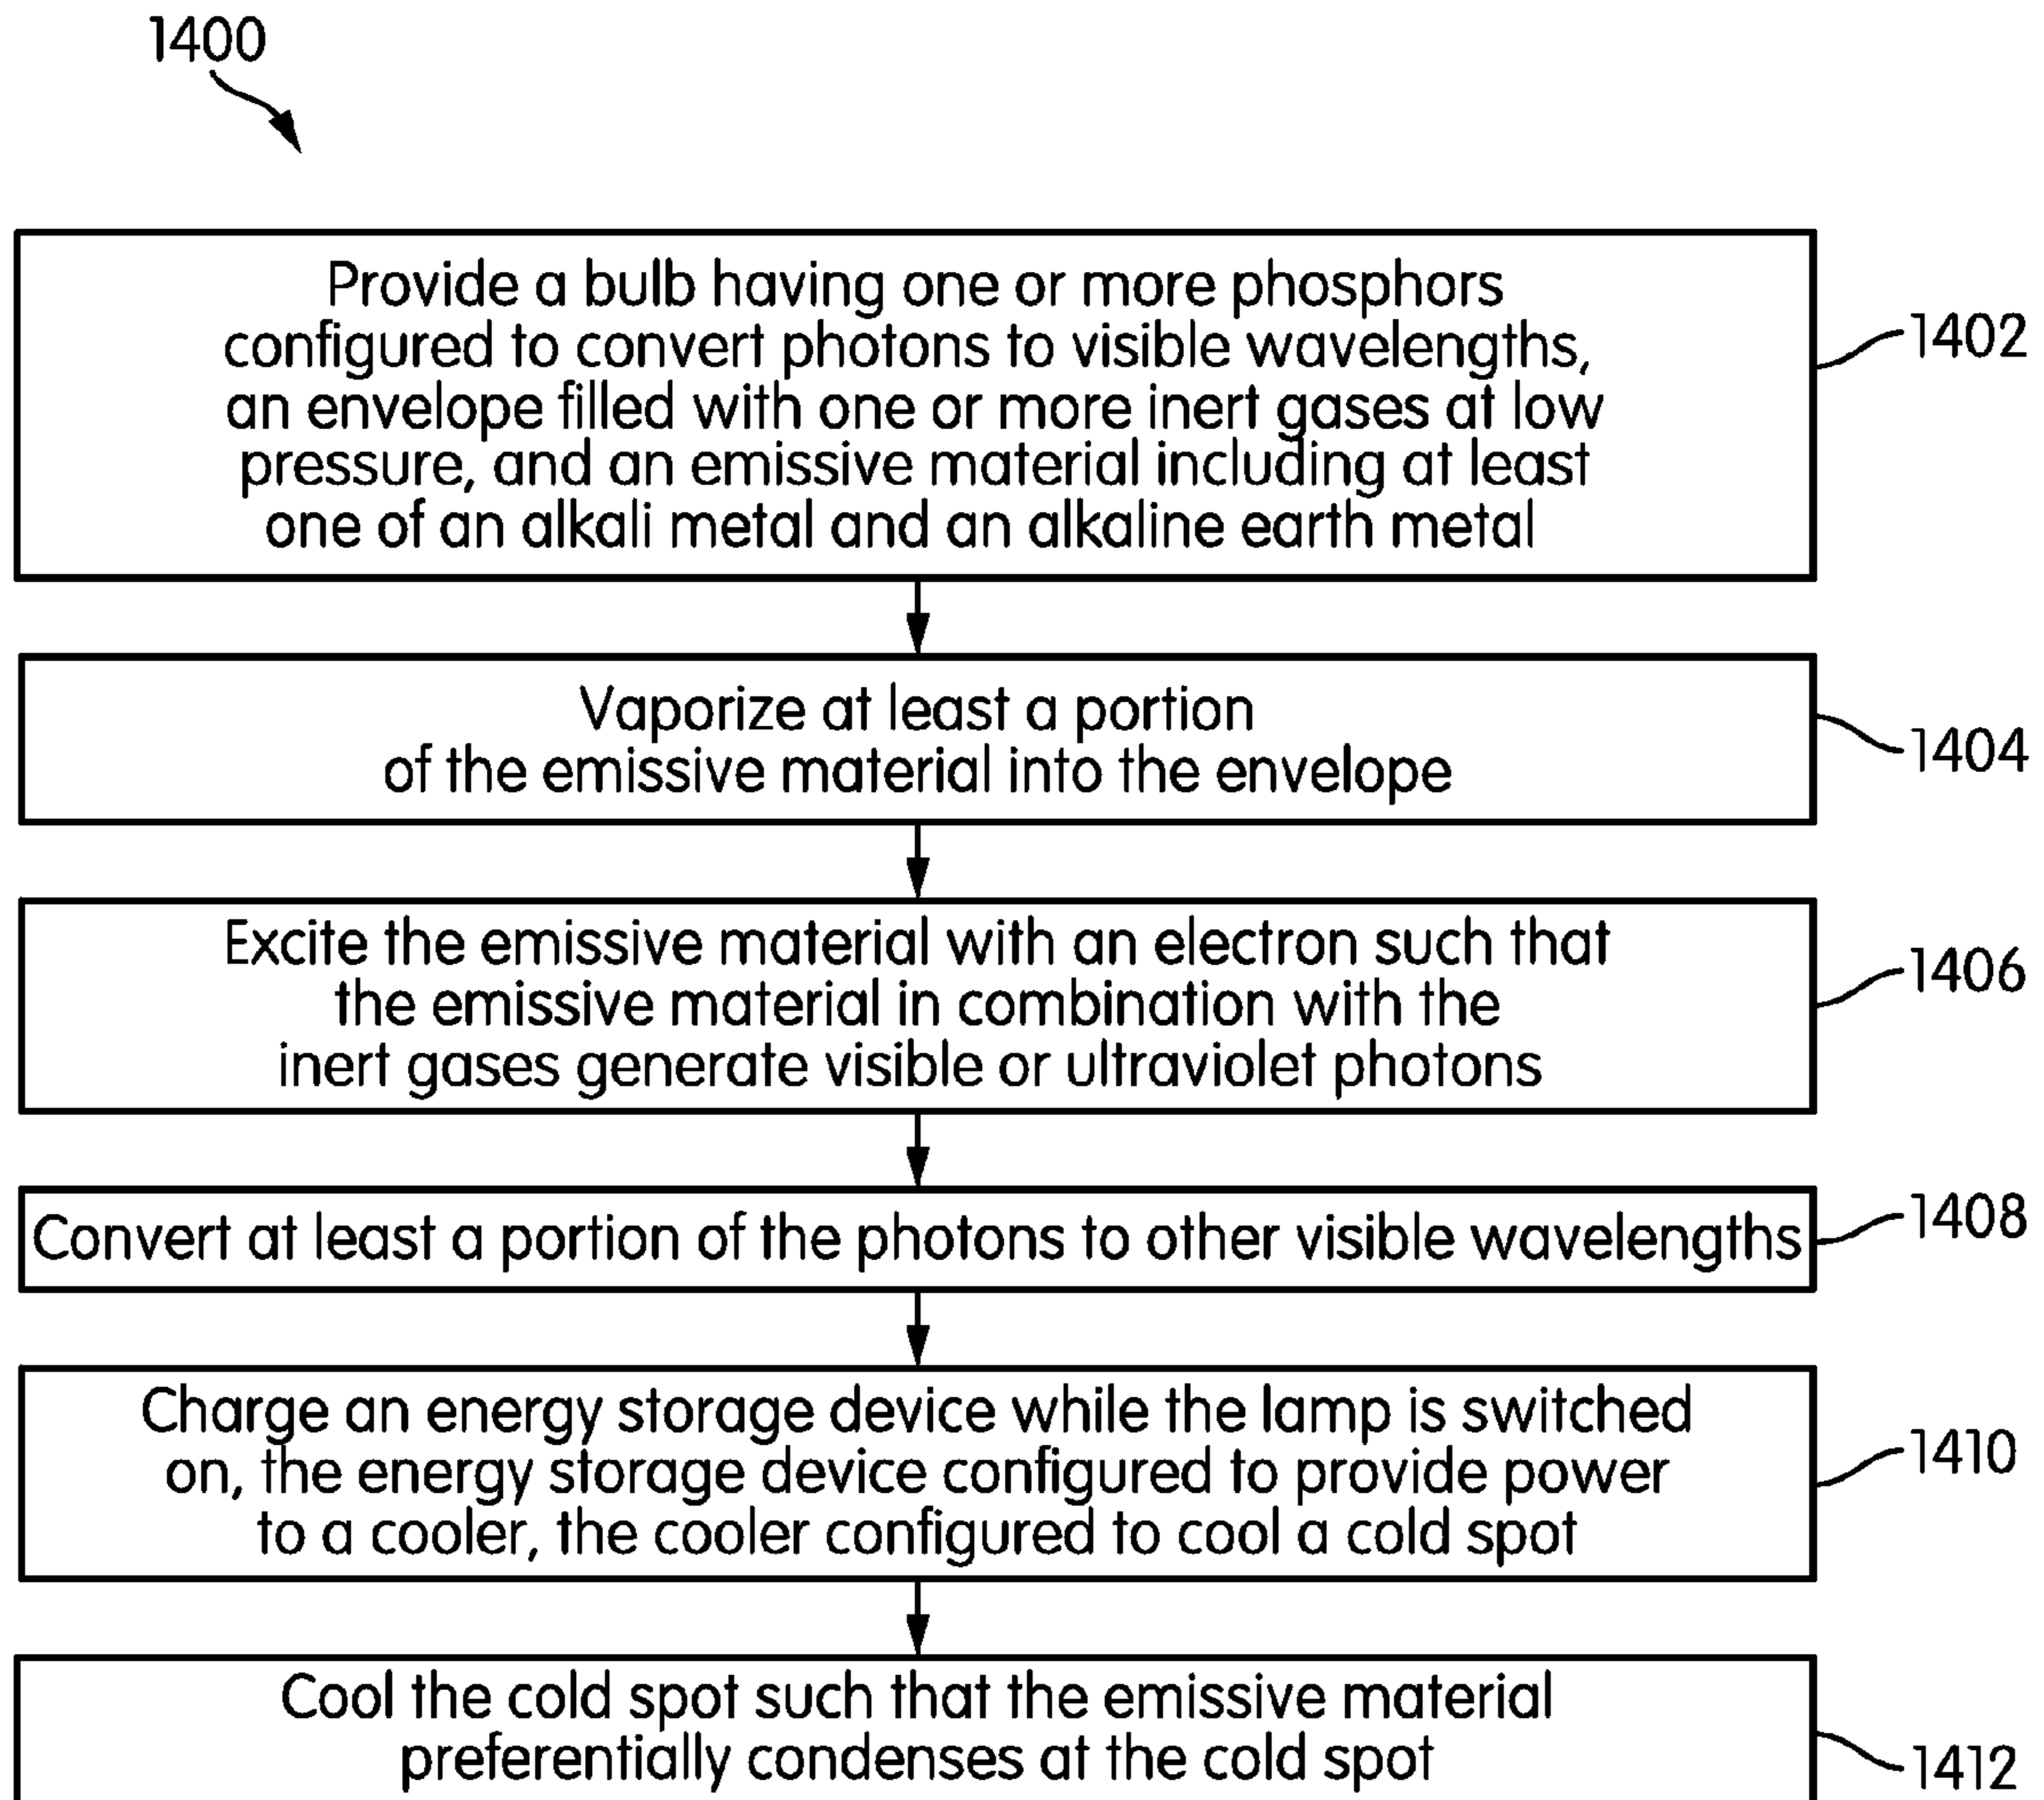 1400
Provide a bulb having one or more phosphors
configured to convert photons to visible wavelengths,
an envelope filled with one or more inert gases at low
pressure, and an emissive material including at least
one of an alkali metal and an alkaline earth metal
1402
Vaporize at least a portion
of the emissive material into the envelope
1404
Excite the emissive material with an electron such that
the emissive material in combination with the
inert gases generate visible or ultraviolet photons
1406
Convert at least a portion of the photons to other visible wavelengths
1408
Charge an energy storage device while the lamp is switched
on, the energy storage device configured to provide power
to a cooler, the cooler configured to cool a cold spot
1410
Cool the cold spot such that the emissive material
preferentially condenses at the cold spot
1412